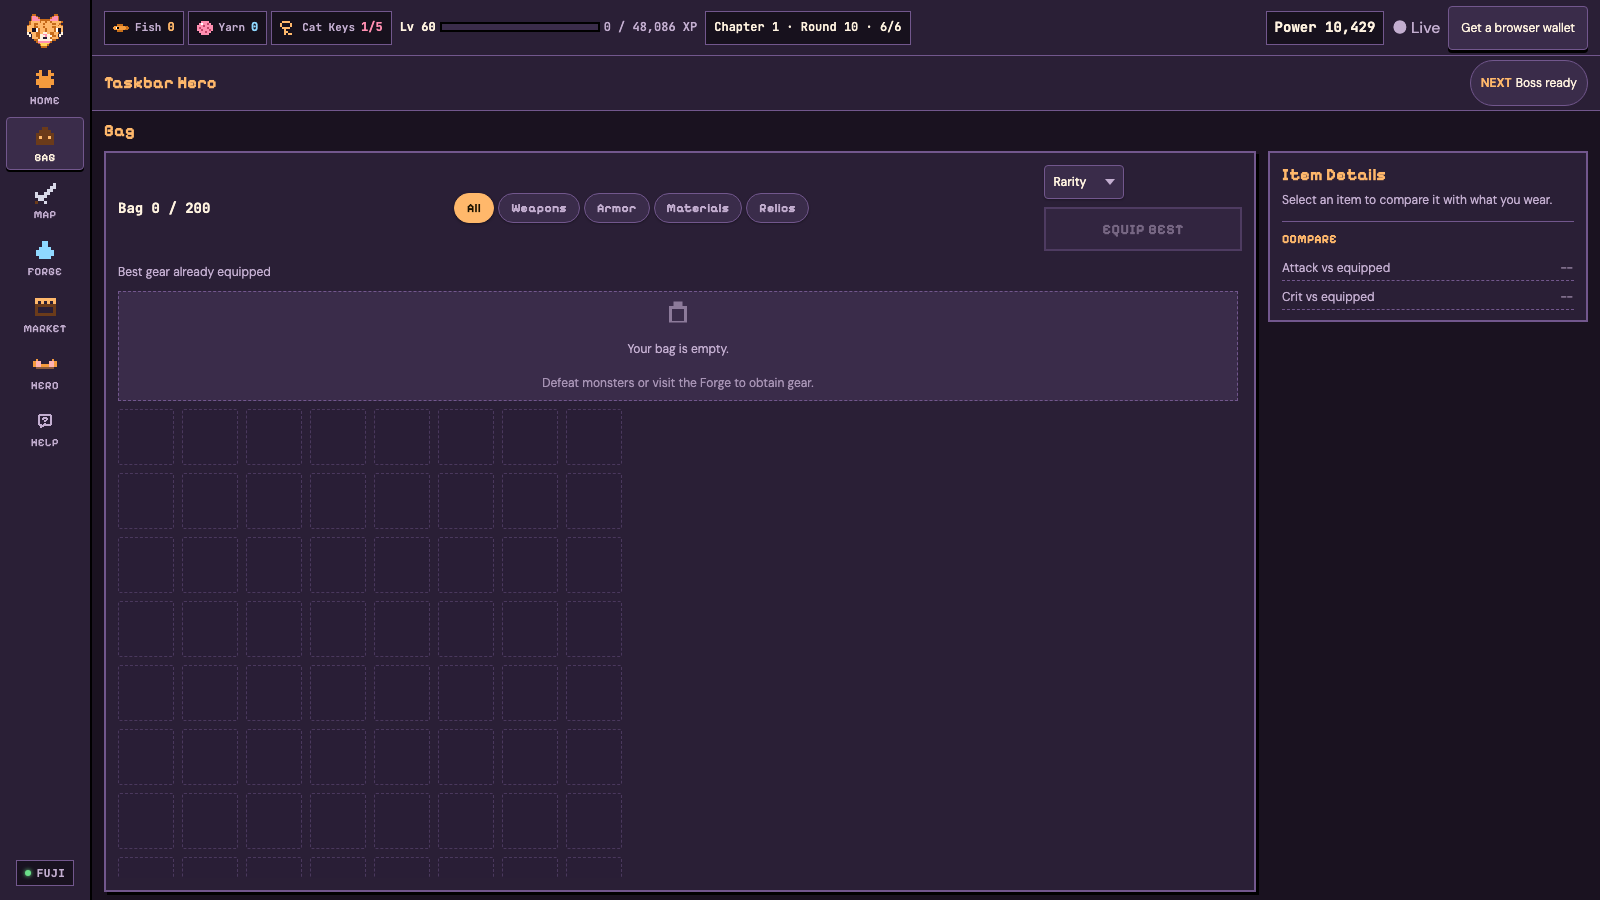 Fish 0
Yarn 0
Cat Keys 1/5
Lv 60
0 / 48,086 XP
Chapter 1 · Round 10 · 6/6
Power 10,429
Live
Get a browser wallet
HOME
BAG
MAP
FORGE
MARKET
HERO
HELP
FUJI
Taskbar Hero
NEXT Boss ready
Bag
Bag 0 / 200
All
Weapons
Armor
Materials
Relics
Rarity
EQUIP BEST
Best gear already equipped
Your bag is empty.
Defeat monsters or visit the Forge to obtain gear.
Item Details
Select an item to compare it with what you wear.
COMPARE
Attack vs equipped --
Crit vs equipped --